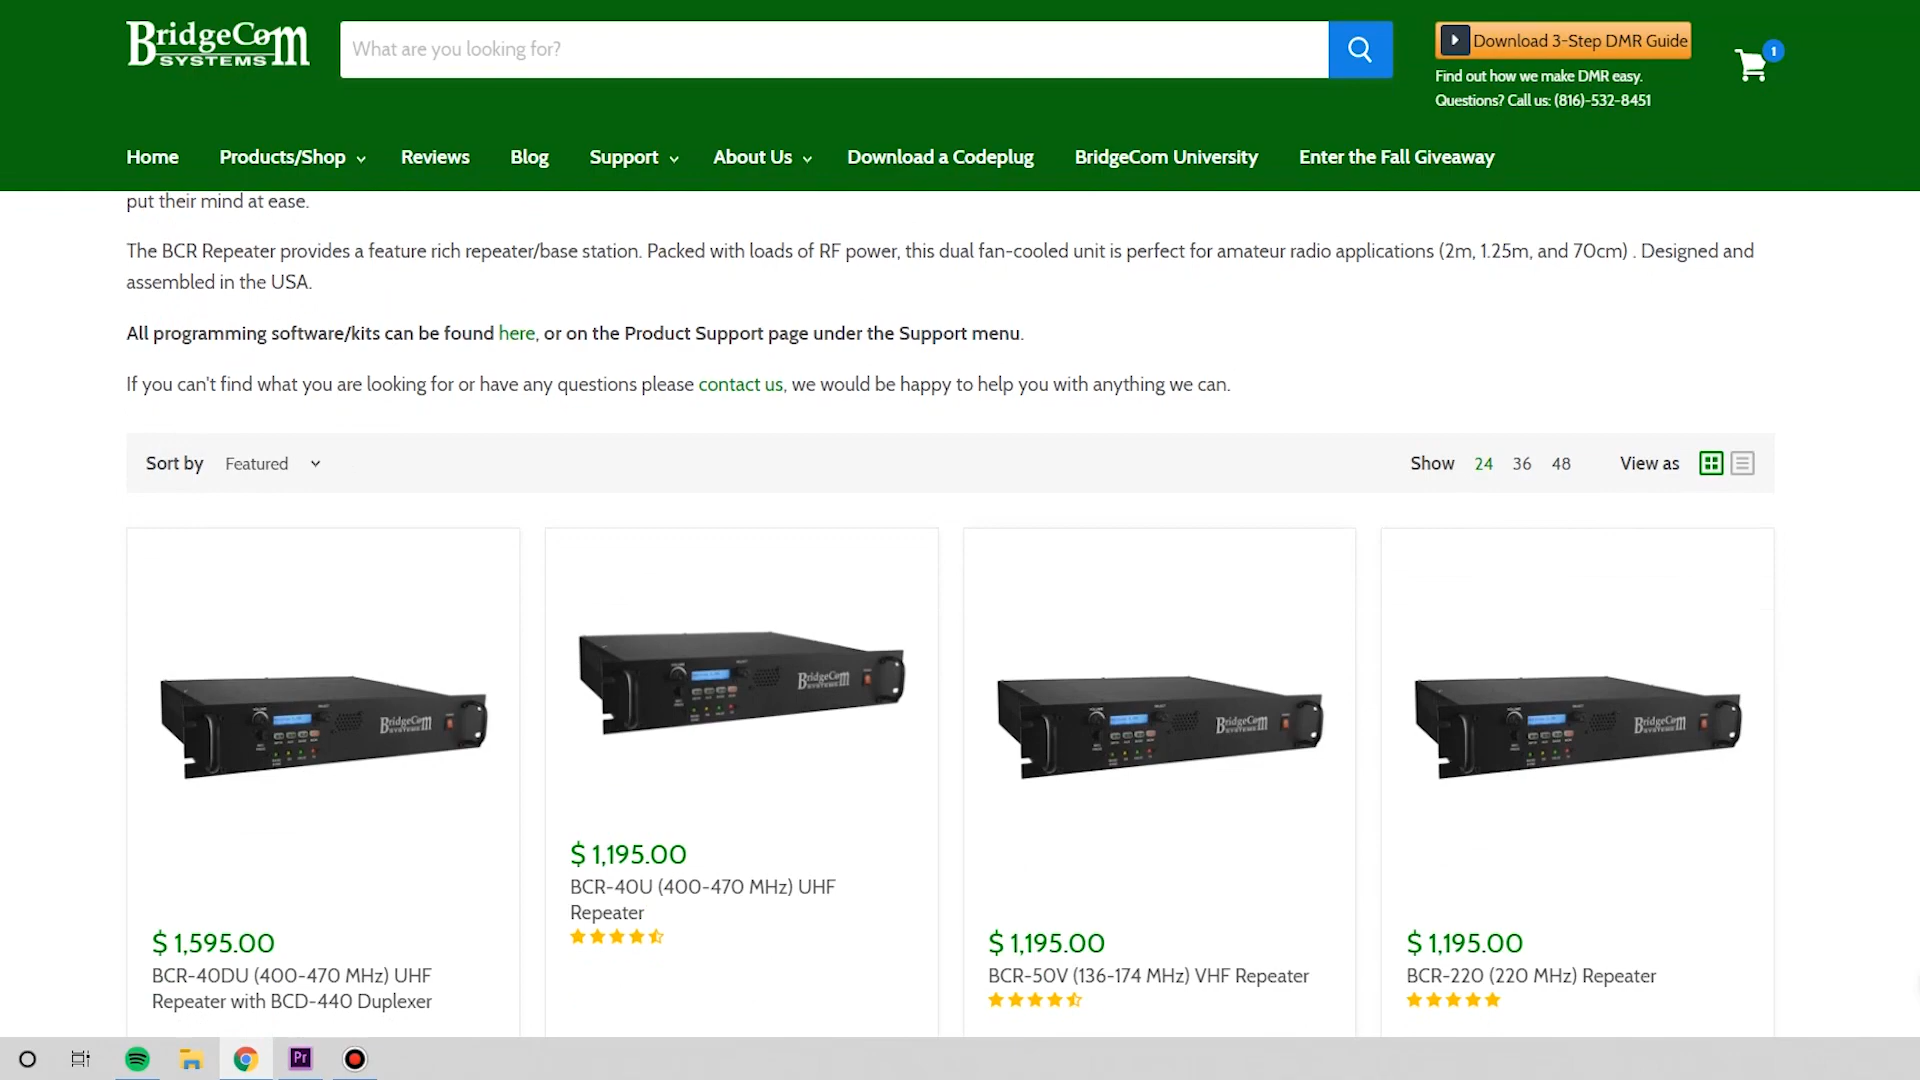 BridgeCom
SYSTEMS
What are you looking for?
Download 3-Step DMR Guide
Find out how we make DMR easy.
Questions? Call us: (816)-532-8451
1
Home Products/Shop Reviews Blog Support About Us Download a Codeplug BridgeCom University Enter the Fall Giveaway
put their mind at ease.
The BCR Repeater provides a feature rich repeater/base station. Packed with loads of RF power, this dual fan-cooled unit is perfect for amateur radio applications (2m, 1.25m, and 70cm) . Designed and
assembled in the USA.
All programming software/kits can be found here, or on the Product Support page under the Support menu.
If you can't find what you are looking for or have any questions please contact us, we would be happy to help you with anything we can.
Sort by Featured Show 24 36 48 View as
BridgeCom
SYSTEMS
$ 1,595.00
BCR-40DU (400-470 MHz) UHF
Repeater with BCD-440 Duplexer
BridgeCom
SYSTEMS
$ 1,195.00
BCR-40U (400-470 MHz) UHF
Repeater
BridgeCom
SYSTEMS
$ 1,195.00
BCR-50V (136-174 MHz) VHF Repeater
BridgeCom
SYSTEMS
$ 1,195.00
BCR-220 (220 MHz) Repeater
Pr